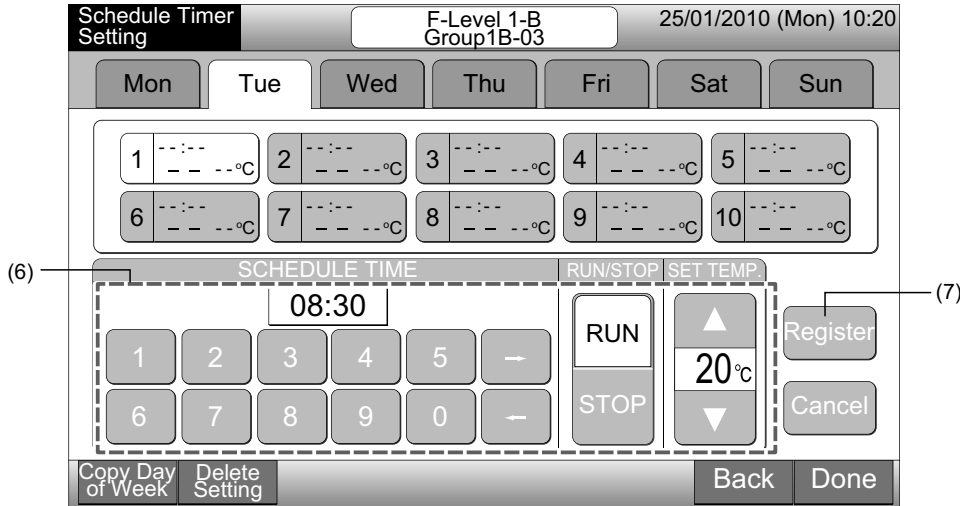 Schedule Timer
Setting
F-Level 1-B
Group1B-03
25/01/2010 (Mon) 10:20
Mon Tue Wed Thu Fri Sat Sun
1 --:-- 2 --:-- 3 --:-- 4 --:-- 5 --:--
– – --°C – – --°C – – --°C – – --°C – – --°C
6 --:-- 7 --:-- 8 --:-- 9 --:-- 10 --:--
– – --°C – – --°C – – --°C – – --°C – – --°C
(6) SCHEDULE TIME RUN/STOP SET TEMP. (7)
08:30
RUN ▲ Register
1 2 3 4 5 →
20°C
6 7 8 9 0 ← STOP ▼ Cancel
Copy Day
of Week
Delete
Setting
Back Done